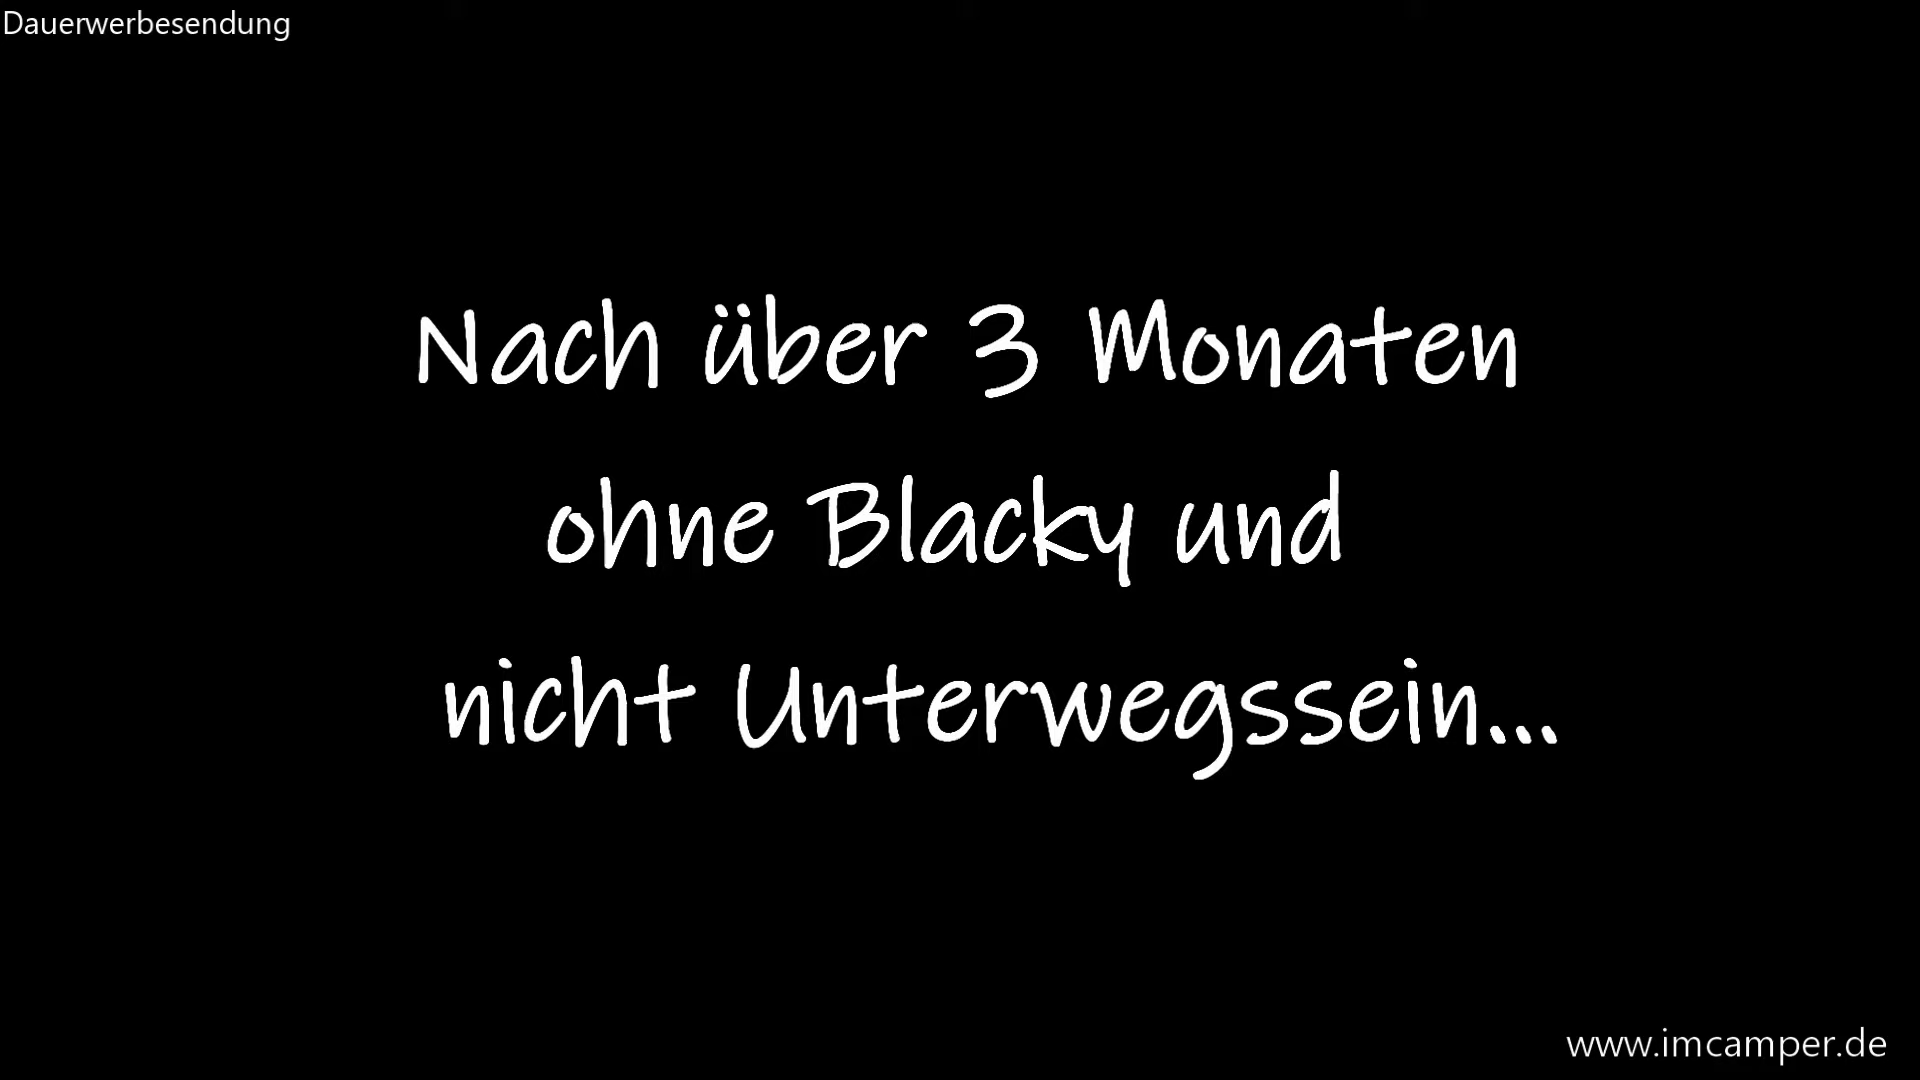 Dauerwerbesendung
Nach über 3 Monaten
ohne Blacky und
nicht Unterwegssein...
www.imcamper.de